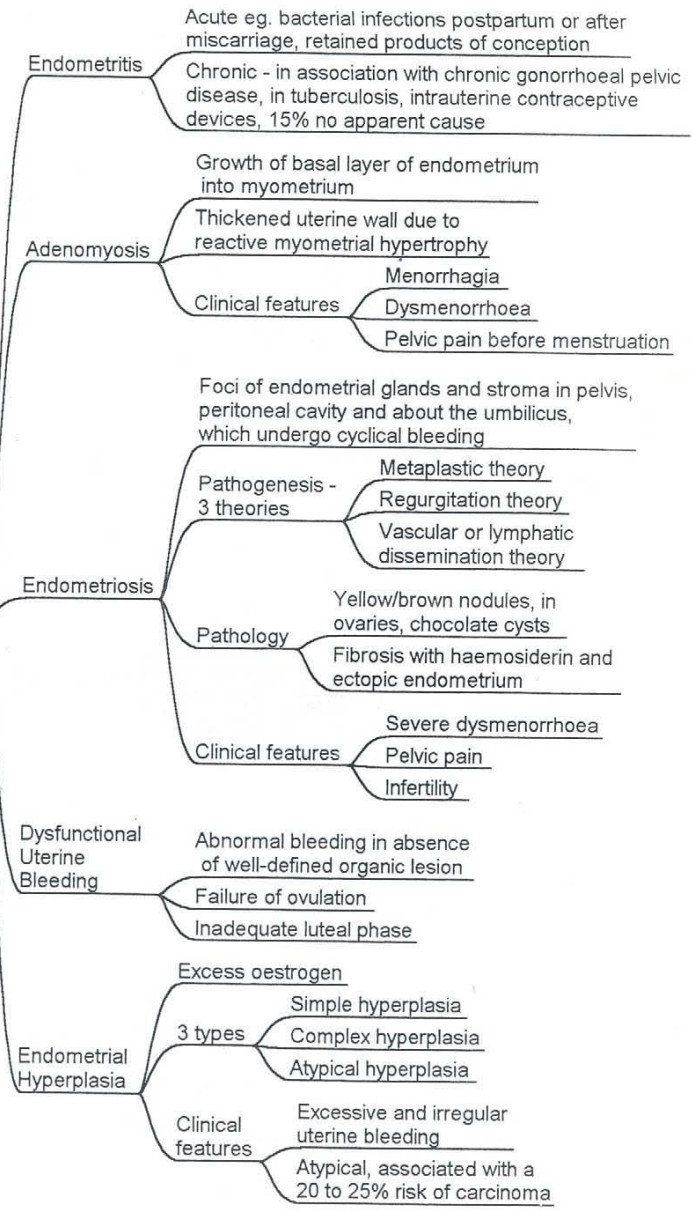 Endometritis
Acute eg. bacterial infections postpartum or after
miscarriage, retained products of conception
Chronic - in association with chronic gonorrhoeal pelvic
disease, in tuberculosis, intrauterine contraceptive
devices, 15% no apparent cause
Adenomyosis
Growth of basal layer of endometrium
into myometrium
Thickened uterine wall due to
reactive myometrial hypertrophy
Clinical features
Menorrhagia
Dysmenorrhoea
Pelvic pain before menstruation
Endometriosis
Foci of endometrial glands and stroma in pelvis,
peritoneal cavity and about the umbilicus,
which undergo cyclical bleeding
Pathogenesis -
3 theories
Metaplastic theory
Regurgitation theory
Vascular or lymphatic
dissemination theory
Pathology
Yellow/brown nodules, in
ovaries, chocolate cysts
Fibrosis with haemosiderin and
ectopic endometrium
Clinical features
Severe dysmenorrhoea
Pelvic pain
Infertility
Dysfunctional
Uterine
Bleeding
Abnormal bleeding in absence
of well-defined organic lesion
Failure of ovulation
Inadequate luteal phase
Endometrial
Hyperplasia
Excess oestrogen
3 types
Simple hyperplasia
Complex hyperplasia
Atypical hyperplasia
Clinical
features
Excessive and irregular
uterine bleeding
Atypical, associated with a
20 to 25% risk of carcinoma